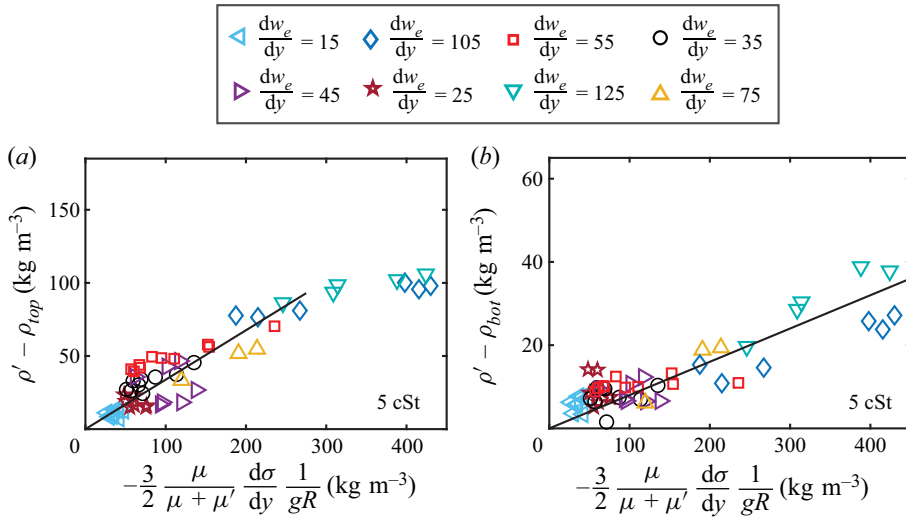 dw_e/dy = 15 dw_e/dy = 105 dw_e/dy = 55 dw_e/dy = 35
dw_e/dy = 45 dw_e/dy = 25 dw_e/dy = 125 dw_e/dy = 75
(a)
150
100
50
0 100 200 300 400
ρ′ − ρ_top (kg m⁻³)
5 cSt
−3/2 μ/(μ + μ′) dσ/dy 1/gR (kg m⁻³)
(b)
60
40
20
0 100 200 300 400
ρ′ − ρ_bot (kg m⁻³)
5 cSt
−3/2 μ/(μ + μ′) dσ/dy 1/gR (kg m⁻³)